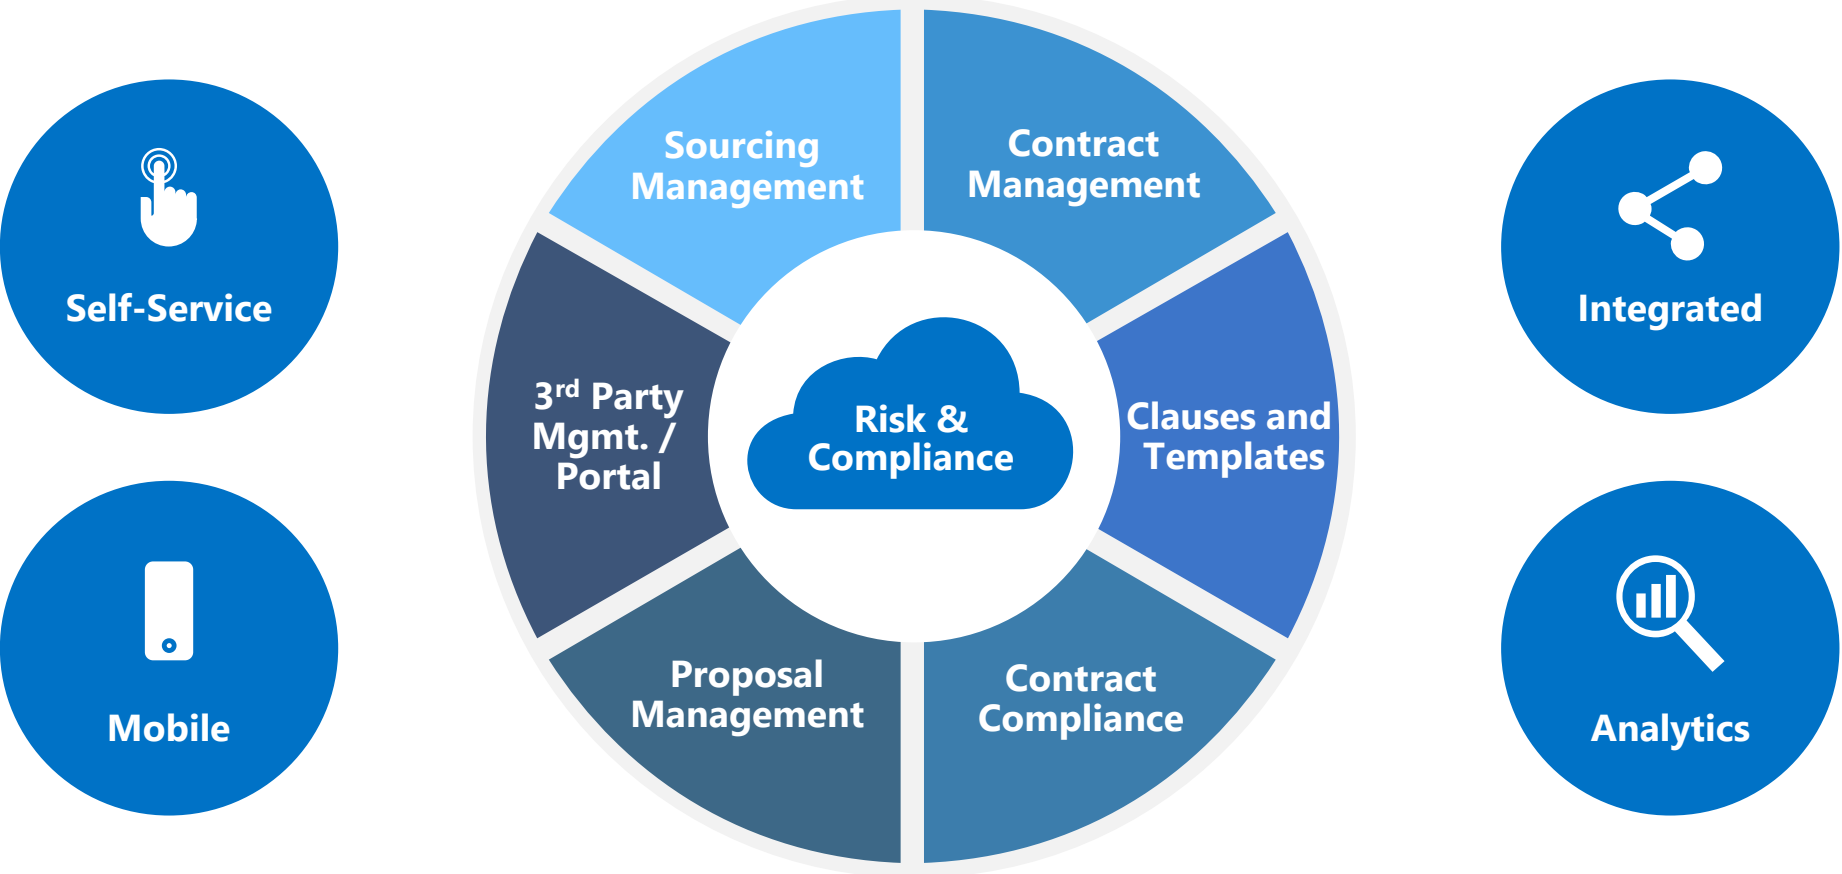 Self-Service
Mobile
Sourcing
Management
Contract
Management
3rd Party
Mgmt. /
Portal
Risk &
Compliance
Clauses and
Templates
Proposal
Management
Contract
Compliance
Integrated
Analytics